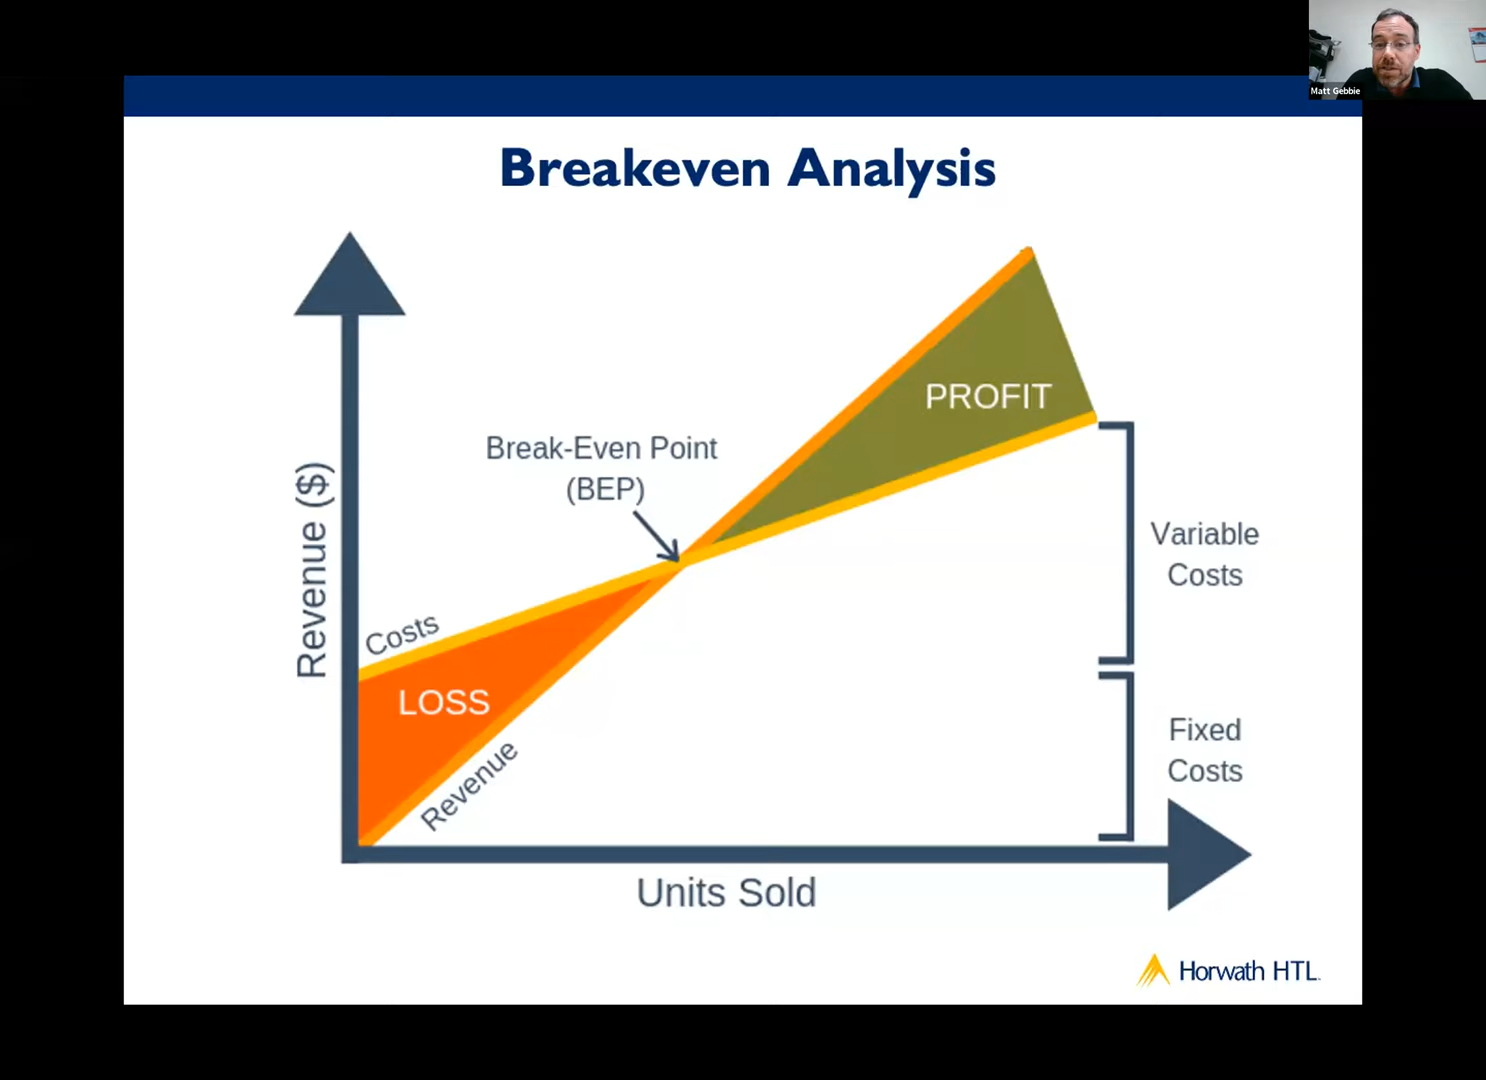 Matt Gebbie
Breakeven Analysis
PROFIT
Break-Even Point
(BEP)
Revenue ($)
Variable
Costs
Costs
LOSS
Revenue
Fixed
Costs
Units Sold
Horwath HTL.